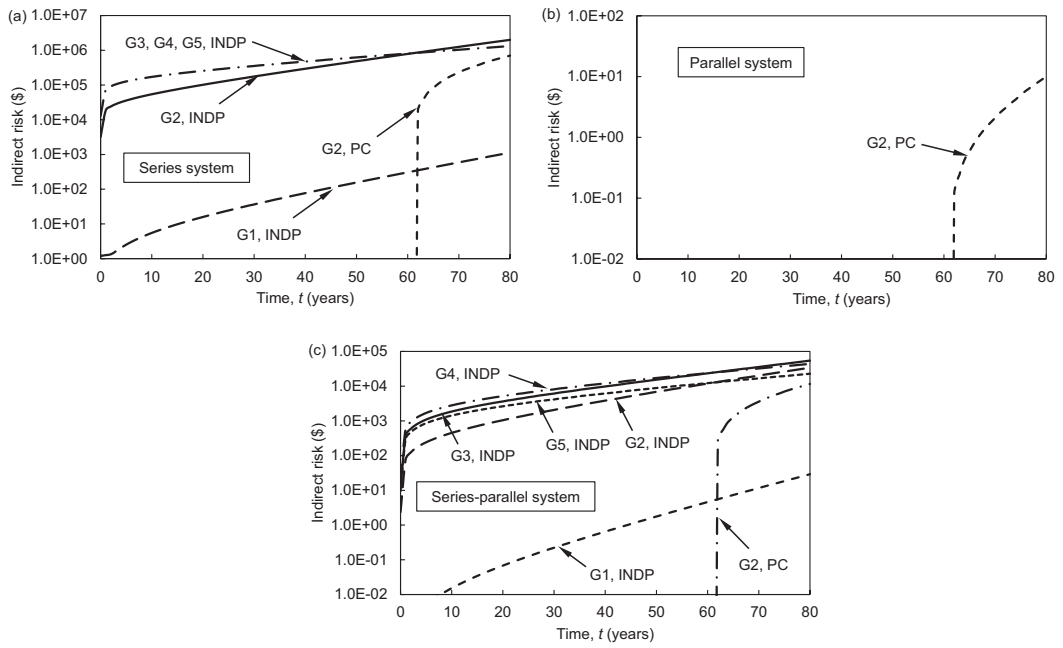 (a)
1.0E+07
1.0E+06
1.0E+05
1.0E+04
1.0E+03
1.0E+02
1.0E+01
1.0E+00
Indirect risk ($)
G3, G4, G5, INDP
G2, INDP
G2, PC
Series system
G1, INDP
0 10 20 30 40 50 60 70 80
Time, t (years)
(b)
1.0E+02
1.0E+01
1.0E+00
1.0E-01
1.0E-02
Indirect risk ($)
Parallel system
G2, PC
0 10 20 30 40 50 60 70 80
Time, t (years)
(c)
1.0E+05
1.0E+04
1.0E+03
1.0E+02
1.0E+01
1.0E+00
1.0E-01
1.0E-02
Indirect risk ($)
G4, INDP
G3, INDP
G5, INDP
G2, INDP
Series-parallel system
G1, INDP
G2, PC
0 10 20 30 40 50 60 70 80
Time, t (years)